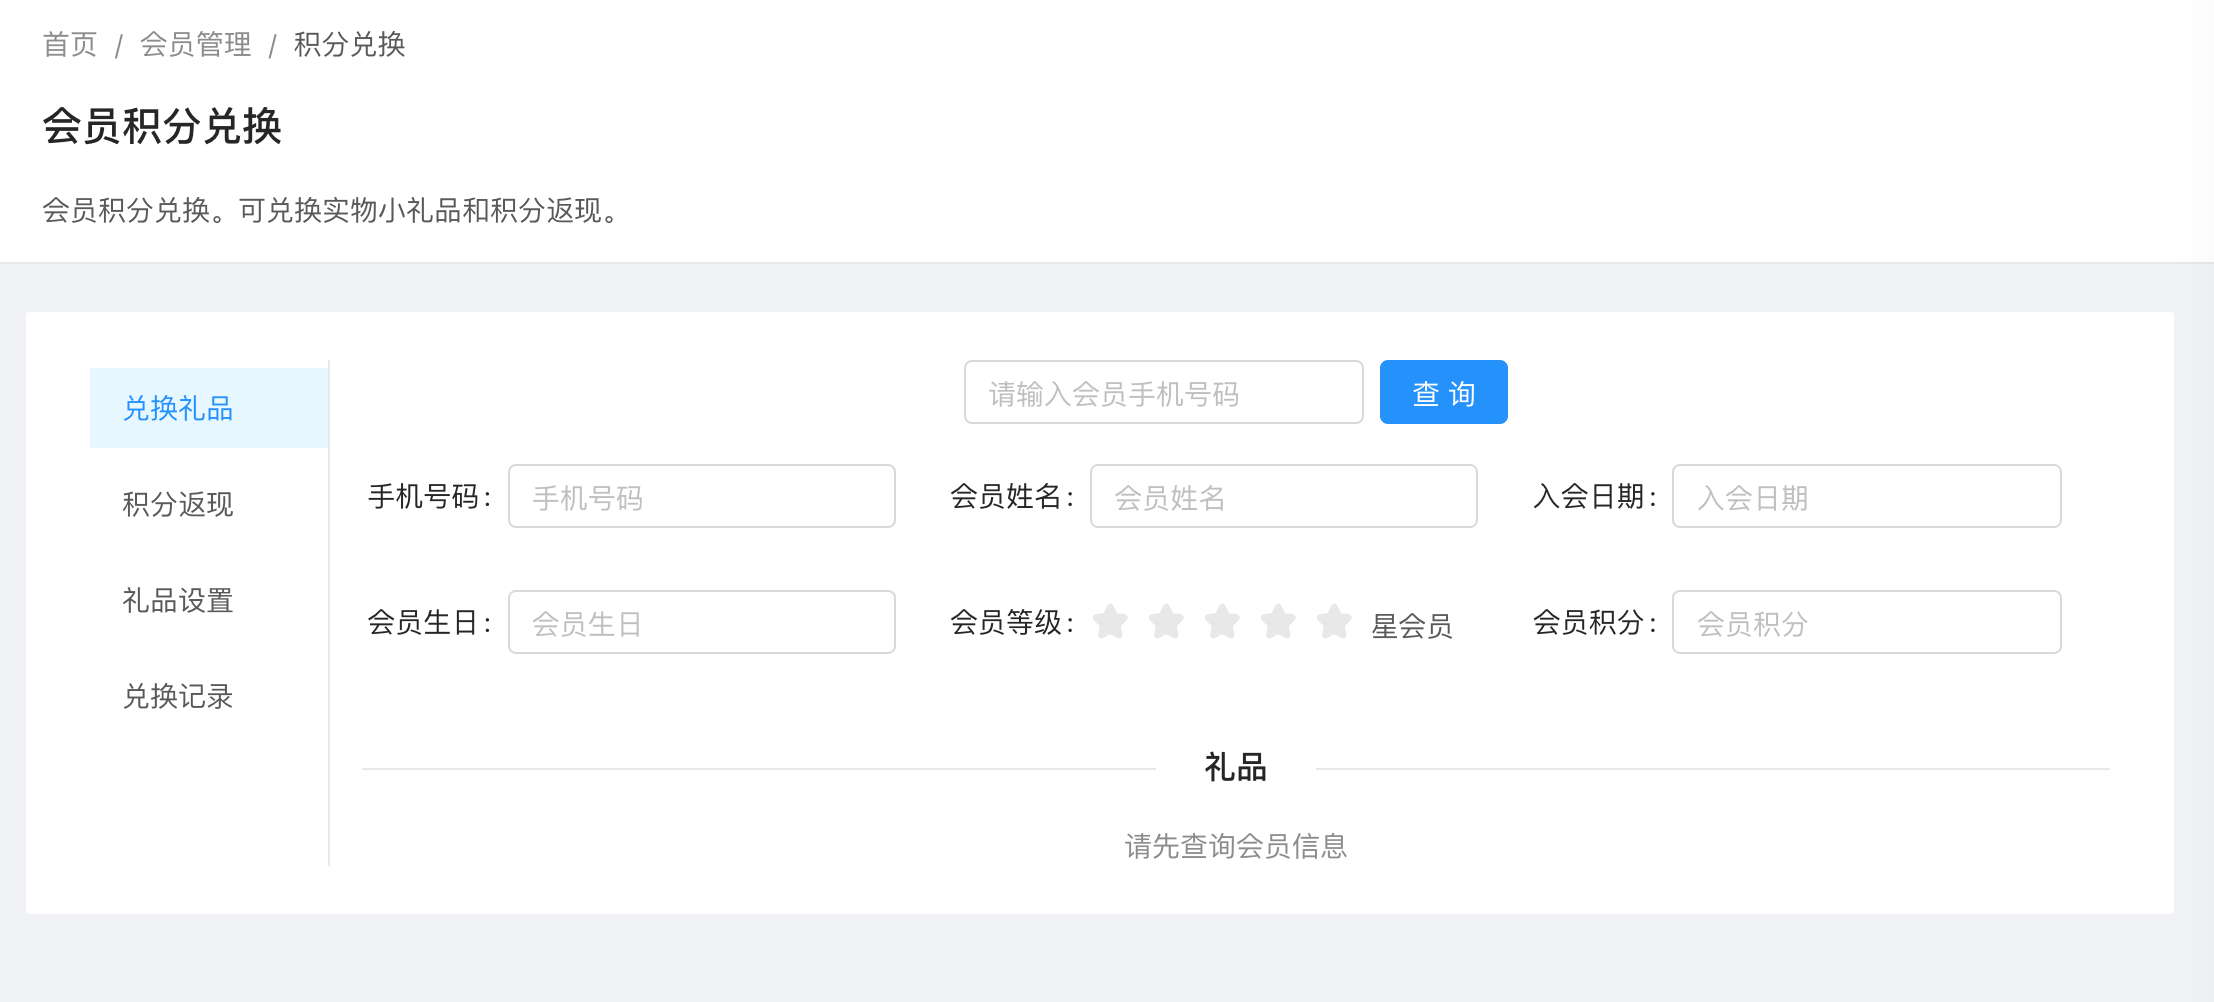 首页 / 会员管理 / 积分兑换
会员积分兑换
会员积分兑换。可兑换实物小礼品和积分返现。
兑换礼品
积分返现
礼品设置
兑换记录
请输入会员手机号码 查 询
手机号码: 手机号码 会员姓名: 会员姓名 入会日期: 入会日期
会员生日: 会员生日 会员等级: 星会员 会员积分: 会员积分
礼品
请先查询会员信息